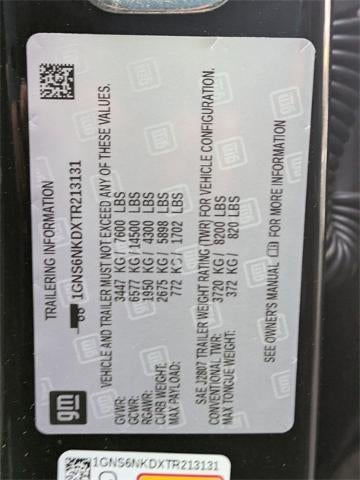 TRAILERING INFORMATION
1GNS6NKDXTR213131
VEHICLE AND TRAILER MUST NOT EXCEED ANY OF THESE VALUES.
GVWR: 3447 KG / 7600 LBS
GCWR: 6577 KG / 14500 LBS
RGAWR: 1950 KG / 4300 LBS
CURB WEIGHT: 2675 KG / 5898 LBS
MAX PAYLOAD: 772 KG / 1702 LBS
SAE J2807 TRAILER WEIGHT RATING (TWR) FOR VEHICLE CONFIGURATION.
CONVENTIONAL TWR: 3720 KG / 8200 LBS
MAX TONGUE WEIGHT: 372 KG / 820 LBS
SEE OWNER'S MANUAL FOR MORE INFORMATION
gm
1GNS6NKDXTR213131